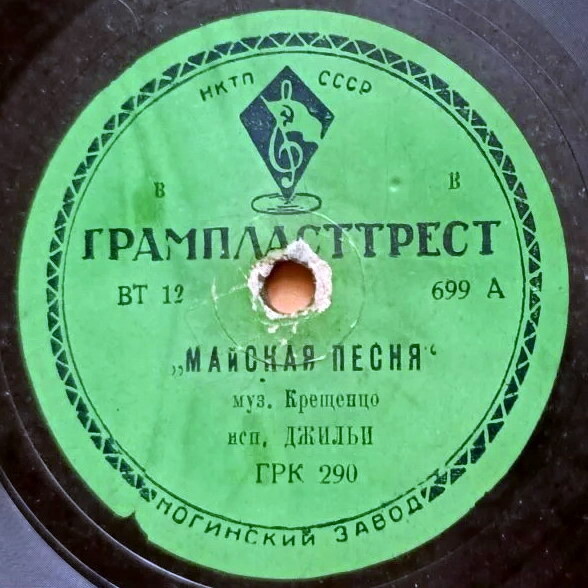 НКТП СССР
В В
ГРАМПЛАСТТРЕСТ
ВТ 12 699 А
„МАЙСКАЯ ПЕСНЯ“
муз. Крещенцо
исп. ДЖИЛЬИ
ГРК 290
НОГИНСКИЙ ЗАВОД